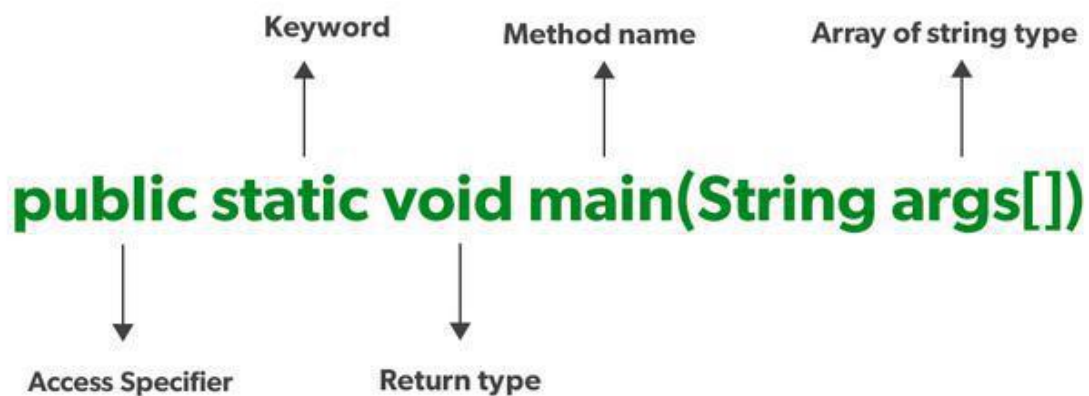 Keyword Method name Array of string type
public static void main(String args[])
Access Specifier Return type